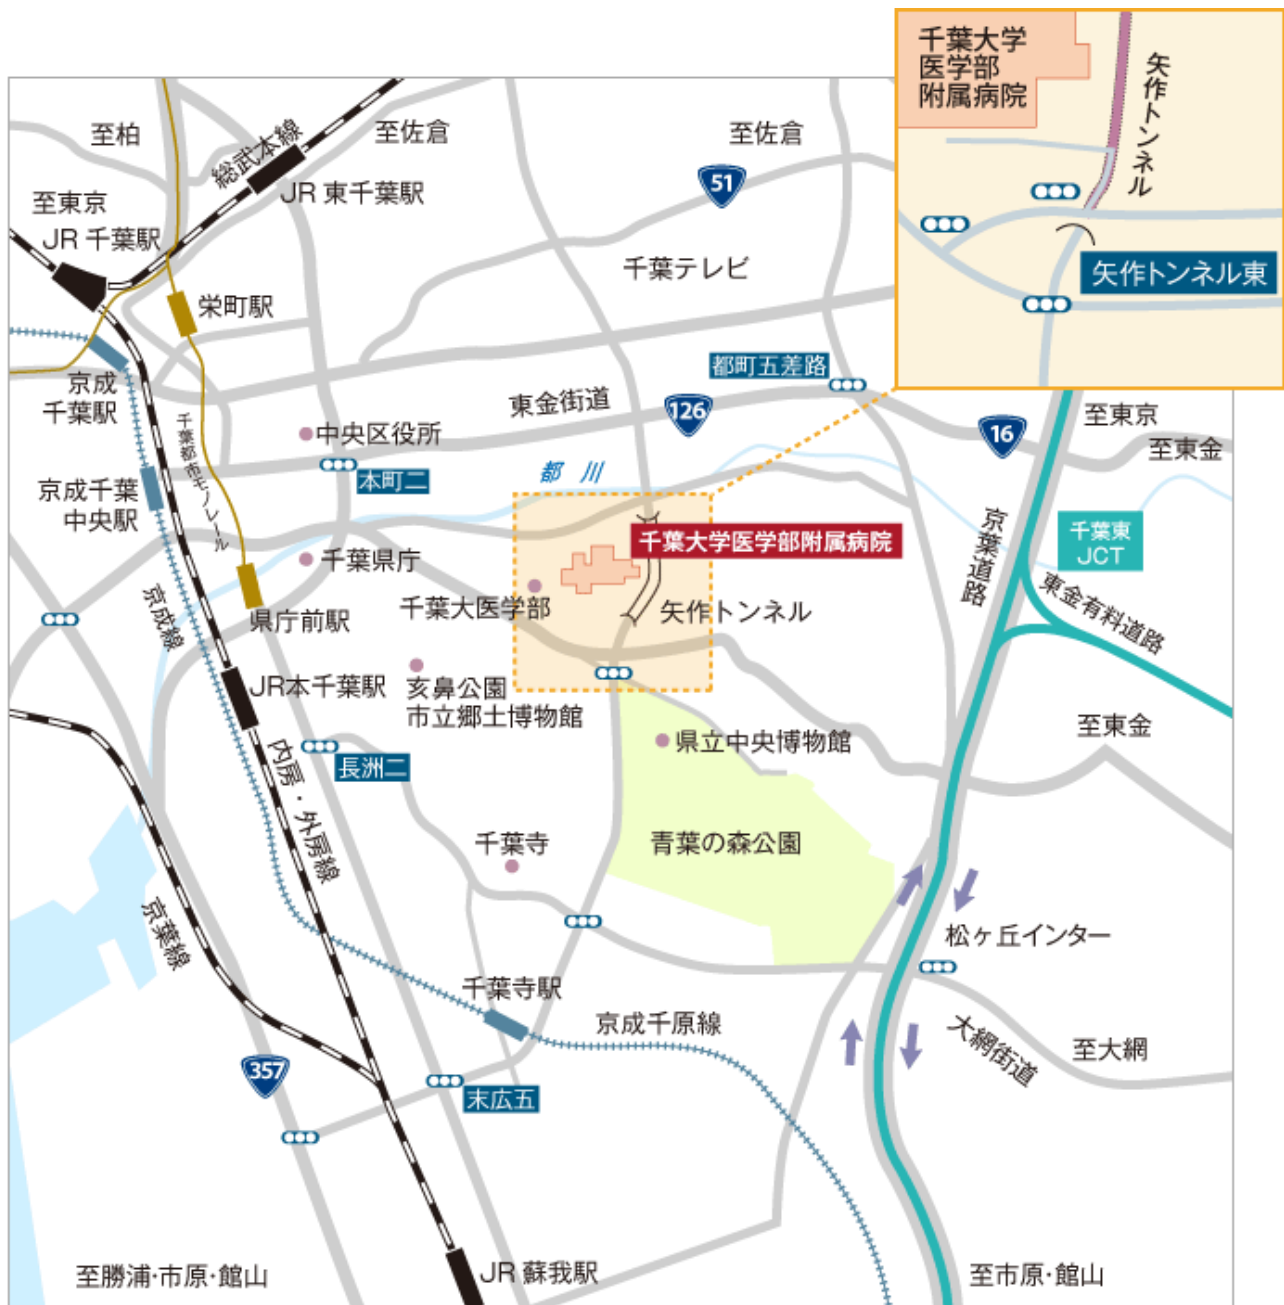 千葉大学
医学部
附属病院
矢作トンネル
矢作トンネル東
至柏
総武本線
至佐倉
至佐倉
51
JR 東千葉駅
至東京
JR 千葉駅
千葉テレビ
栄町駅
都町五差路
京成
千葉駅
東金街道
126
16
至東京
至東金
千葉都市モノレール
中央区役所
本町二
都 川
京成千葉
中央駅
千葉大学医学部附属病院
京葉道路
千葉東
JCT
千葉県庁
東金有料道路
京成線
県庁前駅
千葉大医学部
矢作トンネル
JR本千葉駅
亥鼻公園
市立郷土博物館
県立中央博物館
至東金
長洲二
内房・外房線
千葉寺
青葉の森公園
京葉線
松ヶ丘インター
千葉寺駅
京成千原線
大網街道
至大網
357
末広五
至勝浦・市原・館山
JR 蘇我駅
至市原・館山